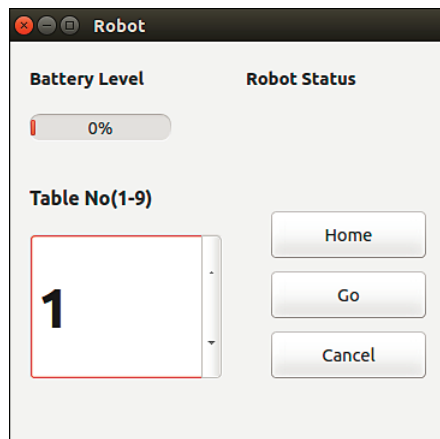 Robot
Battery Level
Robot Status
0%
Table No(1-9)
1
Home
Go
Cancel